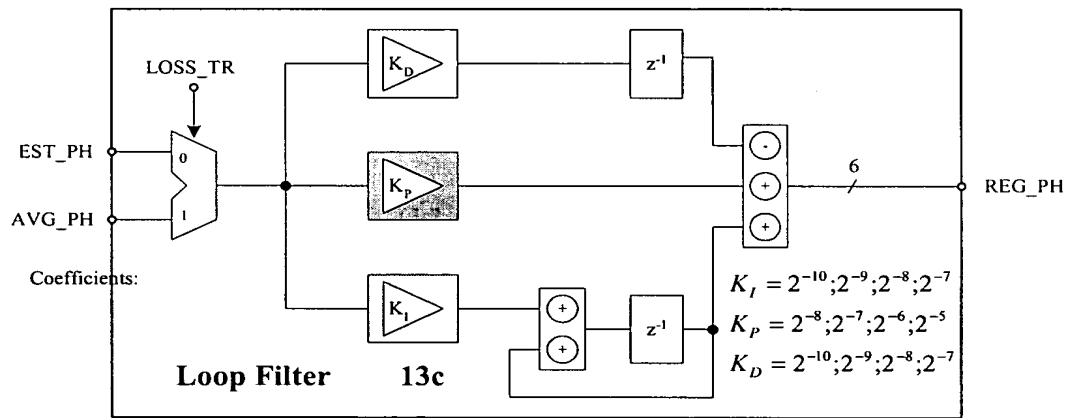 LOSS_TR
EST_PH
AVG_PH
0
1
K_D
z^{-1}
K_P
K_I
z^{-1}
-
+
+
+
+
6
REG_PH
Coefficients:
K_I = 2^{-10};2^{-9};2^{-8};2^{-7}
K_P = 2^{-8};2^{-7};2^{-6};2^{-5}
K_D = 2^{-10};2^{-9};2^{-8};2^{-7}
Loop Filter 13c